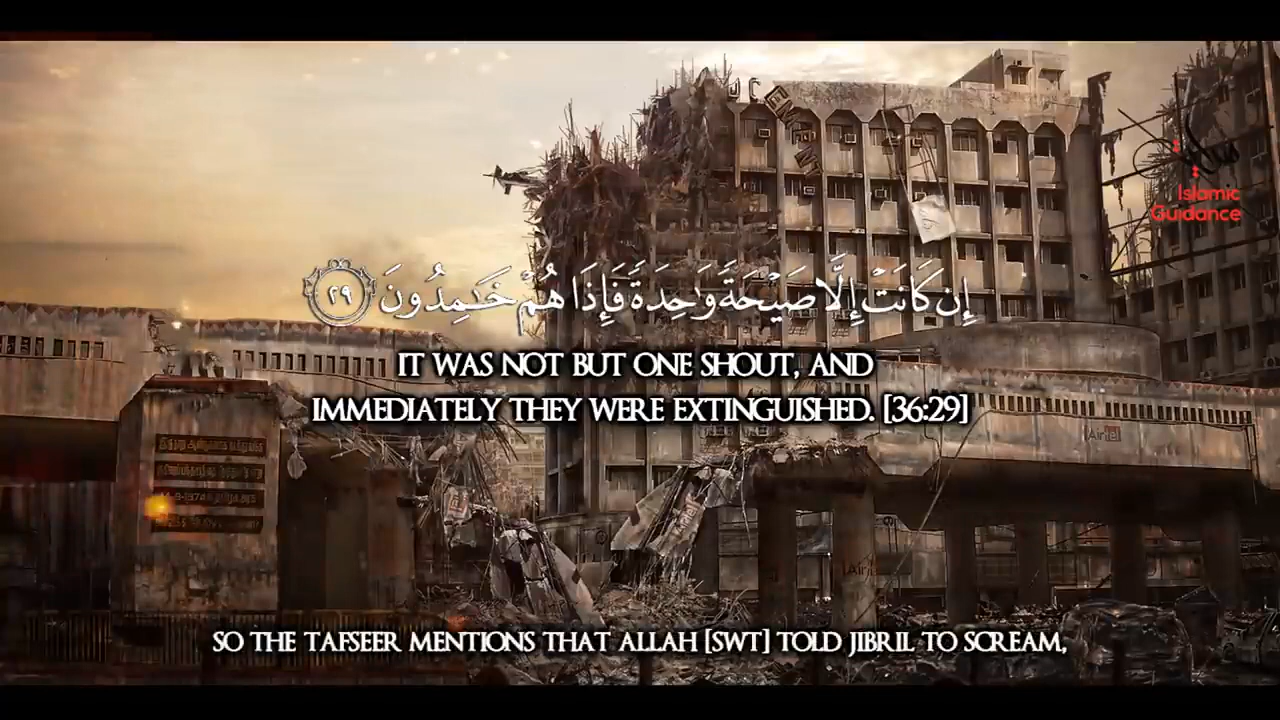 Islamic
Guidance
إِن كَانَتْ إِلَّا صَيْحَةً وَٰحِدَةً فَإِذَا هُمْ خَٰمِدُونَ ٢٩
IT WAS NOT BUT ONE SHOUT, AND
IMMEDIATELY THEY WERE EXTINGUISHED. [36:29]
Airtel
Airtel
SO THE TAFSEER MENTIONS THAT ALLAH [SWT] TOLD JIBRIL TO SCREAM,